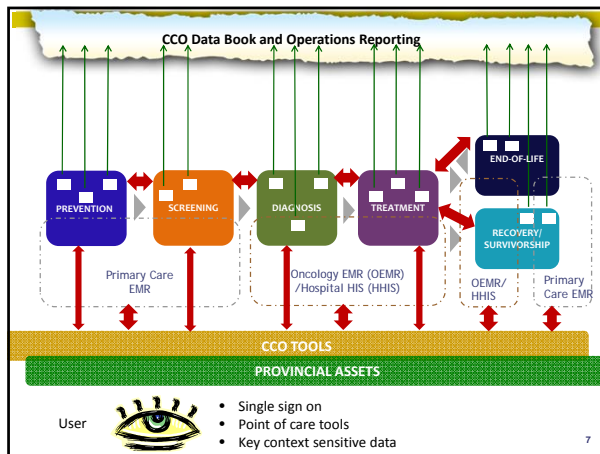 CCO Data Book and Operations Reporting
END-OF-LIFE
PREVENTION
SCREENING
DIAGNOSIS
TREATMENT
RECOVERY/
SURVIVORSHIP
Primary Care
EMR
Oncology EMR (OEMR)
/Hospital HIS (HHIS)
OEMR/
HHIS
Primary
Care EMR
CCO TOOLS
PROVINCIAL ASSETS
User
• Single sign on
• Point of care tools
• Key context sensitive data
7